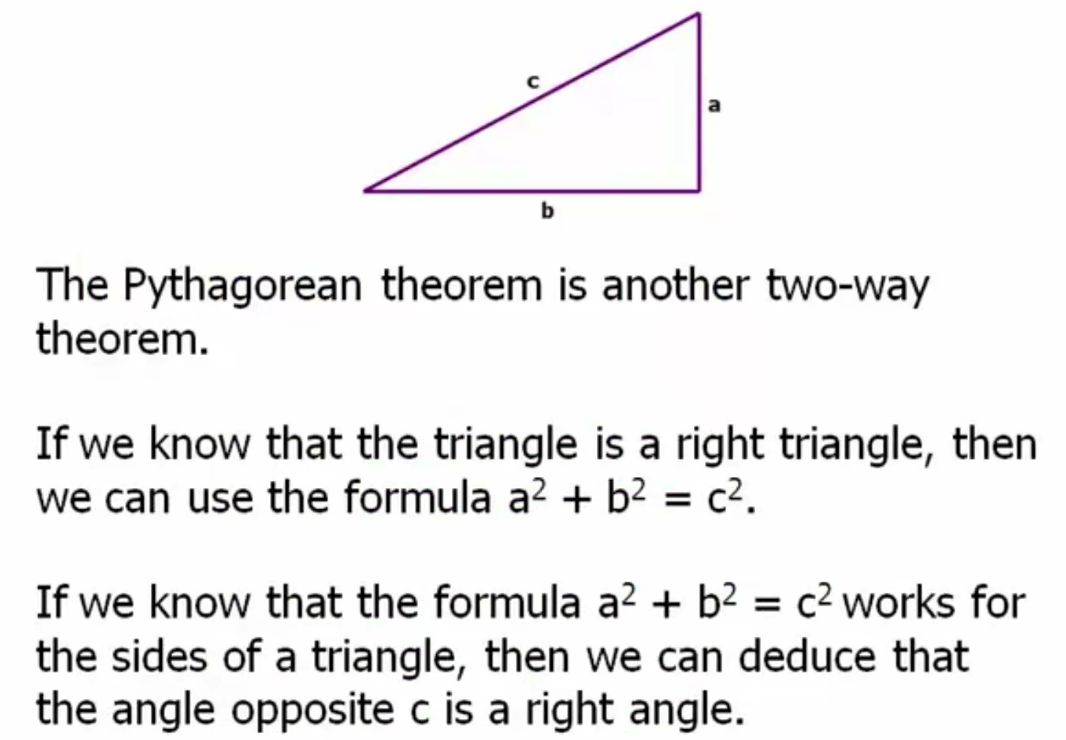 c
a
b
The Pythagorean theorem is another two-way
theorem.
If we know that the triangle is a right triangle, then
we can use the formula a² + b² = c².
If we know that the formula a² + b² = c² works for
the sides of a triangle, then we can deduce that
the angle opposite c is a right angle.